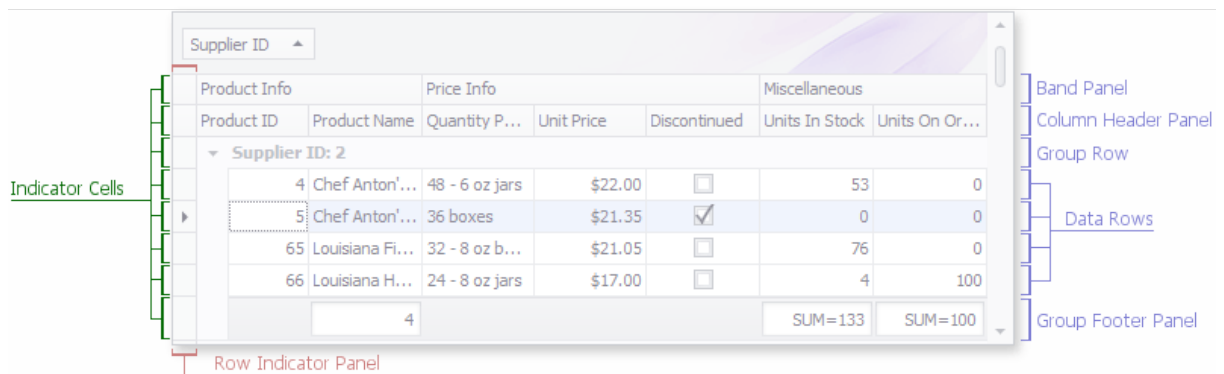 Supplier ID
Product Info Price Info Miscellaneous Band Panel
Product ID Product Name Quantity P... Unit Price Discontinued Units In Stock Units On Or... Column Header Panel
Supplier ID: 2 Group Row
Indicator Cells 4 Chef Anton'... 48 - 6 oz jars $22.00 53 0
5 Chef Anton'... 36 boxes $21.35 0 0 Data Rows
65 Louisiana Fi... 32 - 8 oz b... $21.05 76 0
66 Louisiana H... 24 - 8 oz jars $17.00 4 100
4 SUM=133 SUM=100 Group Footer Panel
Row Indicator Panel